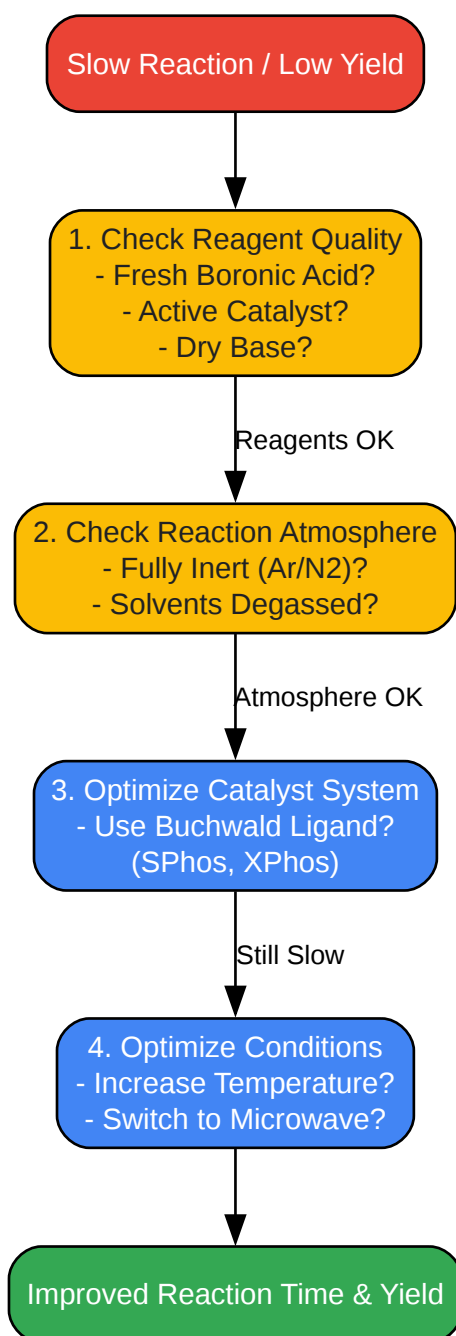 Slow Reaction / Low Yield
1. Check Reagent Quality
- Fresh Boronic Acid?
- Active Catalyst?
- Dry Base?
Reagents OK
2. Check Reaction Atmosphere
- Fully Inert (Ar/N2)?
- Solvents Degassed?
Atmosphere OK
3. Optimize Catalyst System
- Use Buchwald Ligand?
(SPhos, XPhos)
Still Slow
4. Optimize Conditions
- Increase Temperature?
- Switch to Microwave?
Improved Reaction Time & Yield